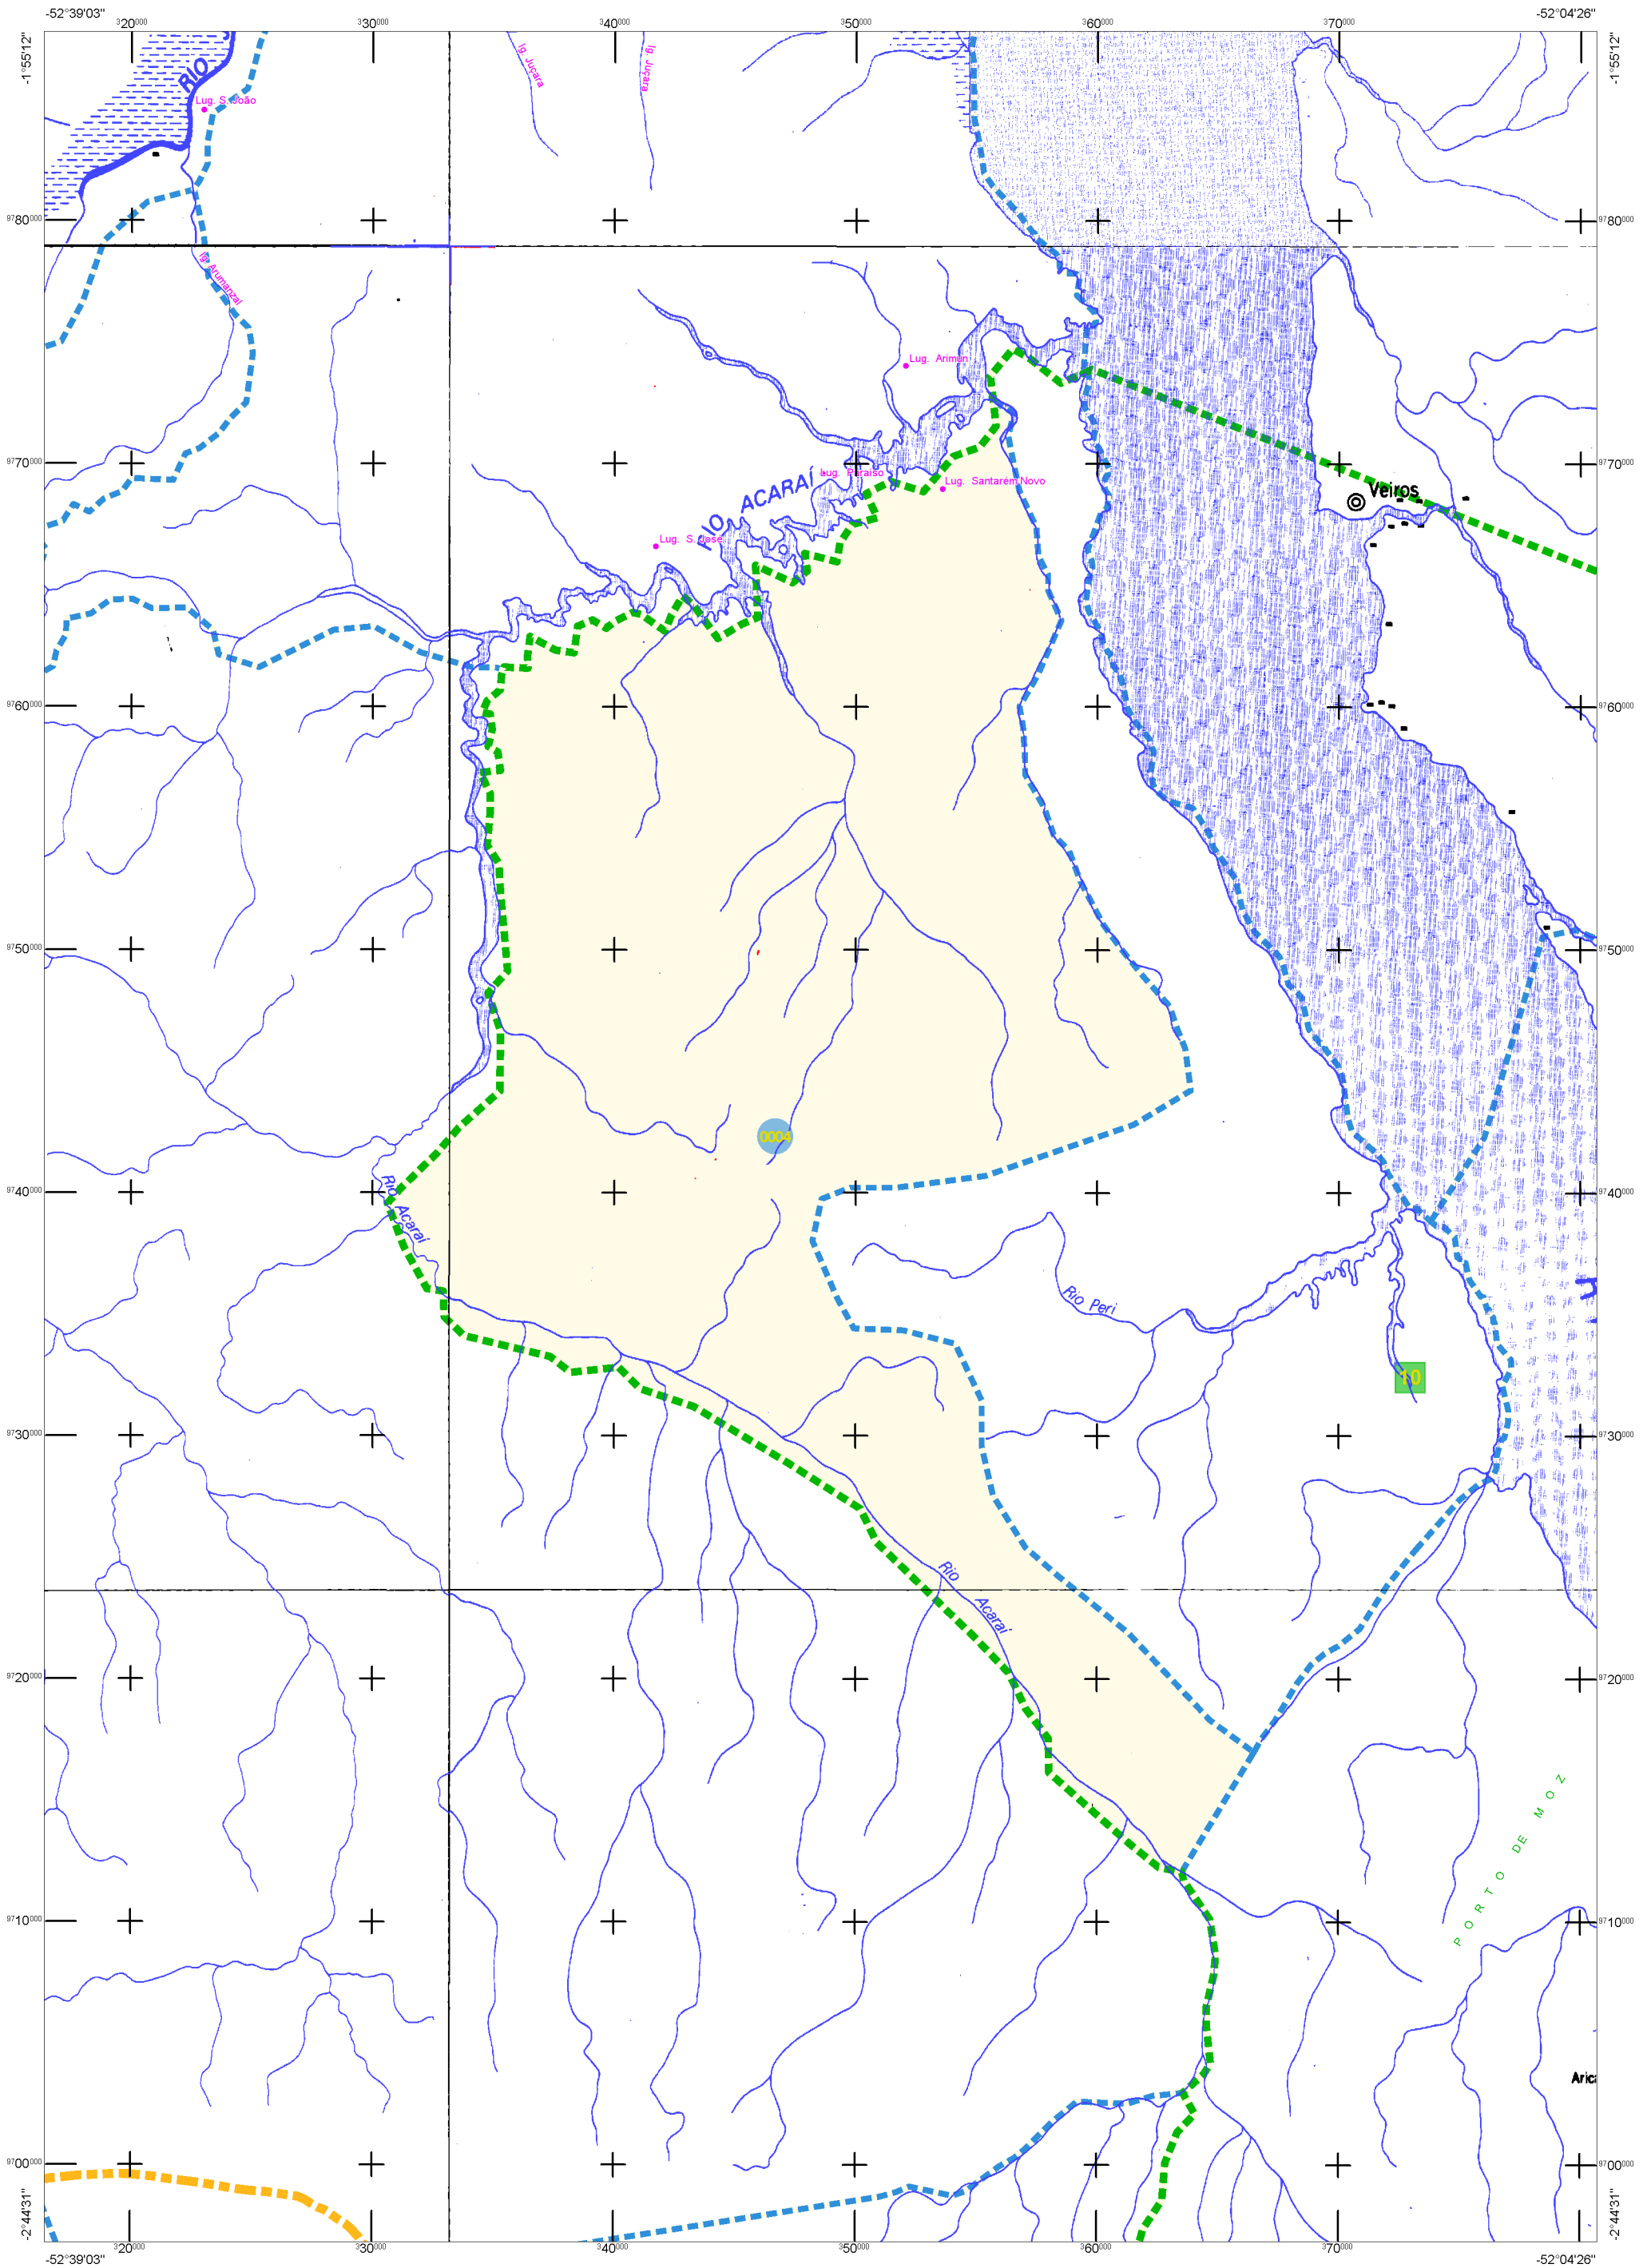 -52°39'03"
-52°04'26"
320000
330000
340000
350000
360000
370000
-1°55'12"
-1°55'12"
RIO
Lug. S. João
Ig. Juçara
Ig. Juçara
9780000
9780000
Ig. Arumanzal
Lug. Arimun
9770000
9770000
Lug. Paraíso
Lug. Santarém Novo
RIO ACARAÍ
Veiros
Lug. S. José
9760000
9760000
9750000
9750000
0004
9740000
9740000
Rio Acaraí
Rio Peri
10
9730000
9730000
Rio Acaraí
9720000
9720000
PORTO DE MOZ
9710000
9710000
Arica
9700000
9700000
-2°44'31"
-2°44'31"
320000
330000
340000
350000
360000
370000
-52°39'03"
-52°04'26"